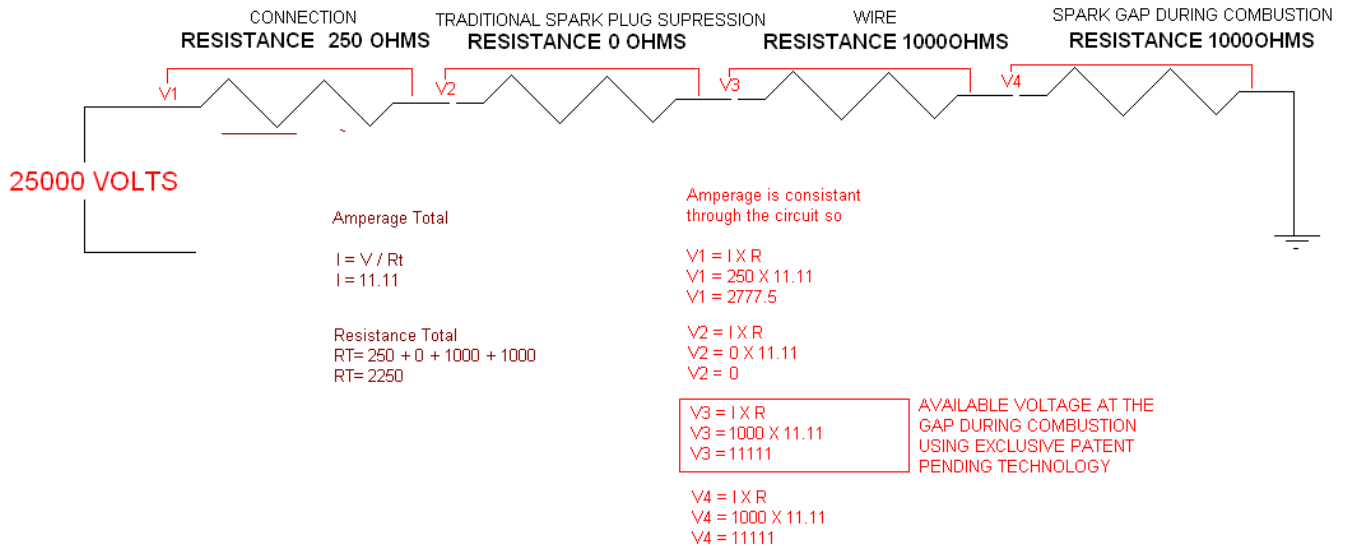 CONNECTION
RESISTANCE 250 OHMS
TRADITIONAL SPARK PLUG SUPRESSION
RESISTANCE 0 OHMS
WIRE
RESISTANCE 1000OHMS
SPARK GAP DURING COMBUSTION
RESISTANCE 1000OHMS
V1
V2
V3
V4
25000 VOLTS
Amperage Total
I = V / Rt
I = 11.11
Resistance Total
RT= 250 + 0 + 1000 + 1000
RT= 2250
Amperage is consistant
through the circuit so
V1 = I X R
V1 = 250 X 11.11
V1 = 2777.5
V2 = I X R
V2 = 0 X 11.11
V2 = 0
V3 = I X R
V3 = 1000 X 11.11
V3 = 11111
AVAILABLE VOLTAGE AT THE
GAP DURING COMBUSTION
USING EXCLUSIVE PATENT
PENDING TECHNOLOGY
V4 = I X R
V4 = 1000 X 11.11
V4 = 11111